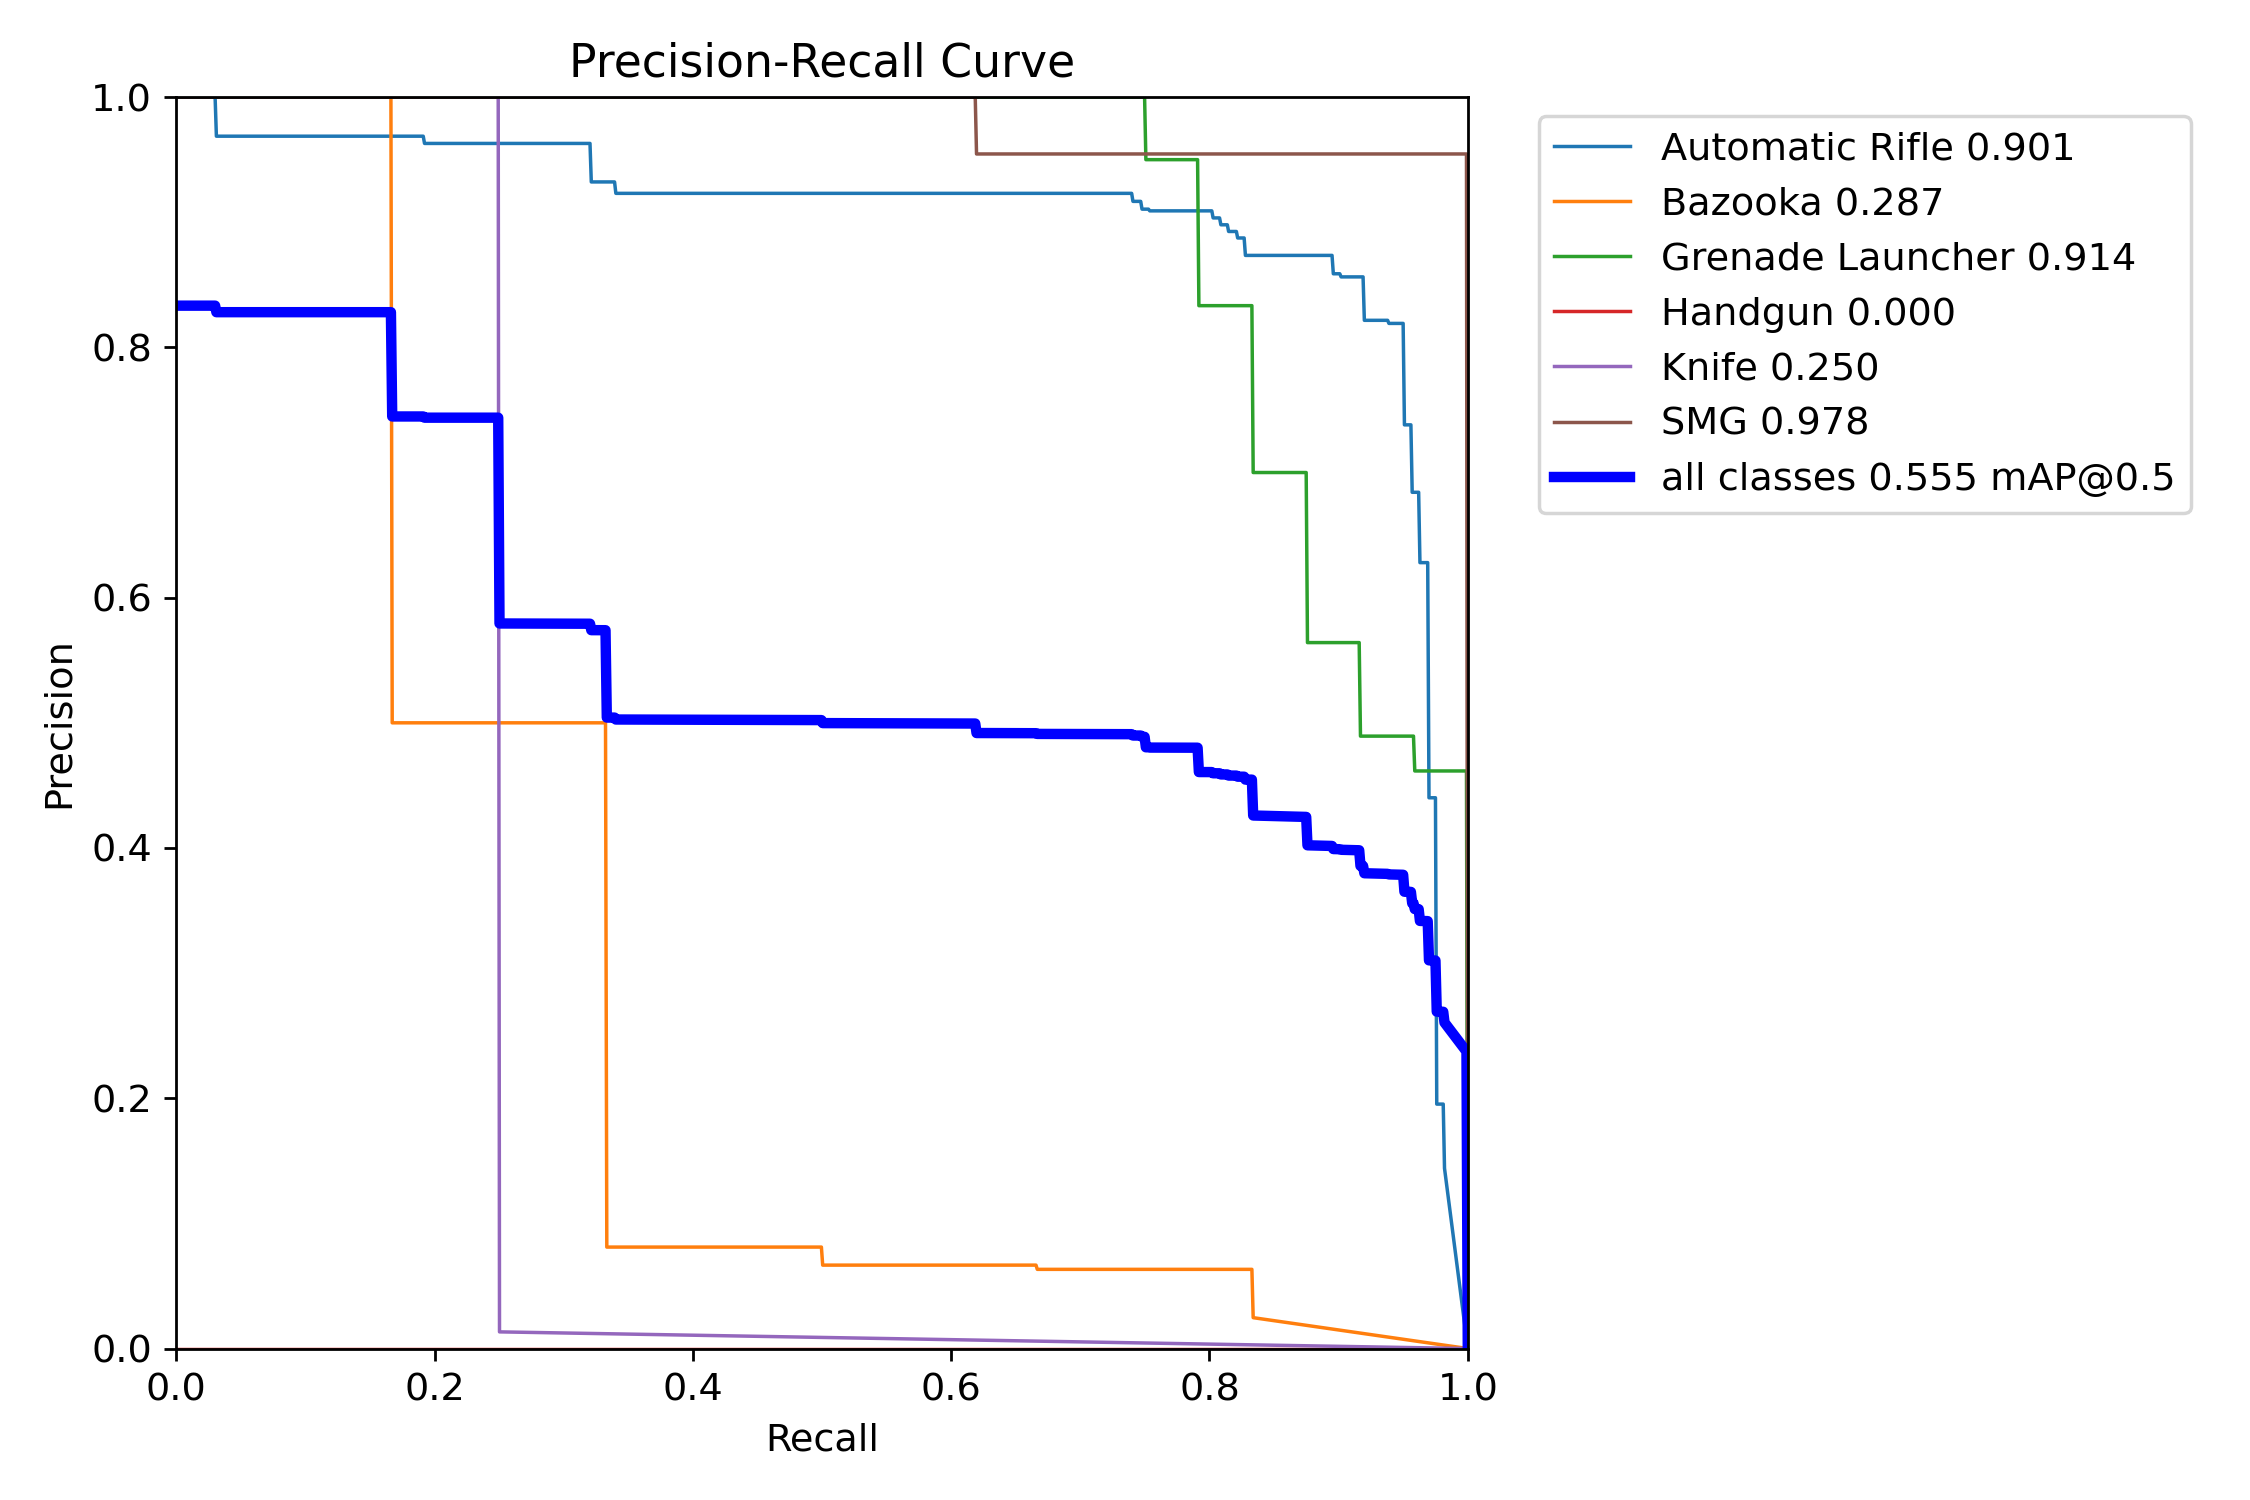 Precision-Recall Curve
1.0
0.8
0.6
0.4
0.2
0.0
Precision
0.0 0.2 0.4 0.6 0.8 1.0
Recall
Automatic Rifle 0.901
Bazooka 0.287
Grenade Launcher 0.914
Handgun 0.000
Knife 0.250
SMG 0.978
all classes 0.555 mAP@0.5